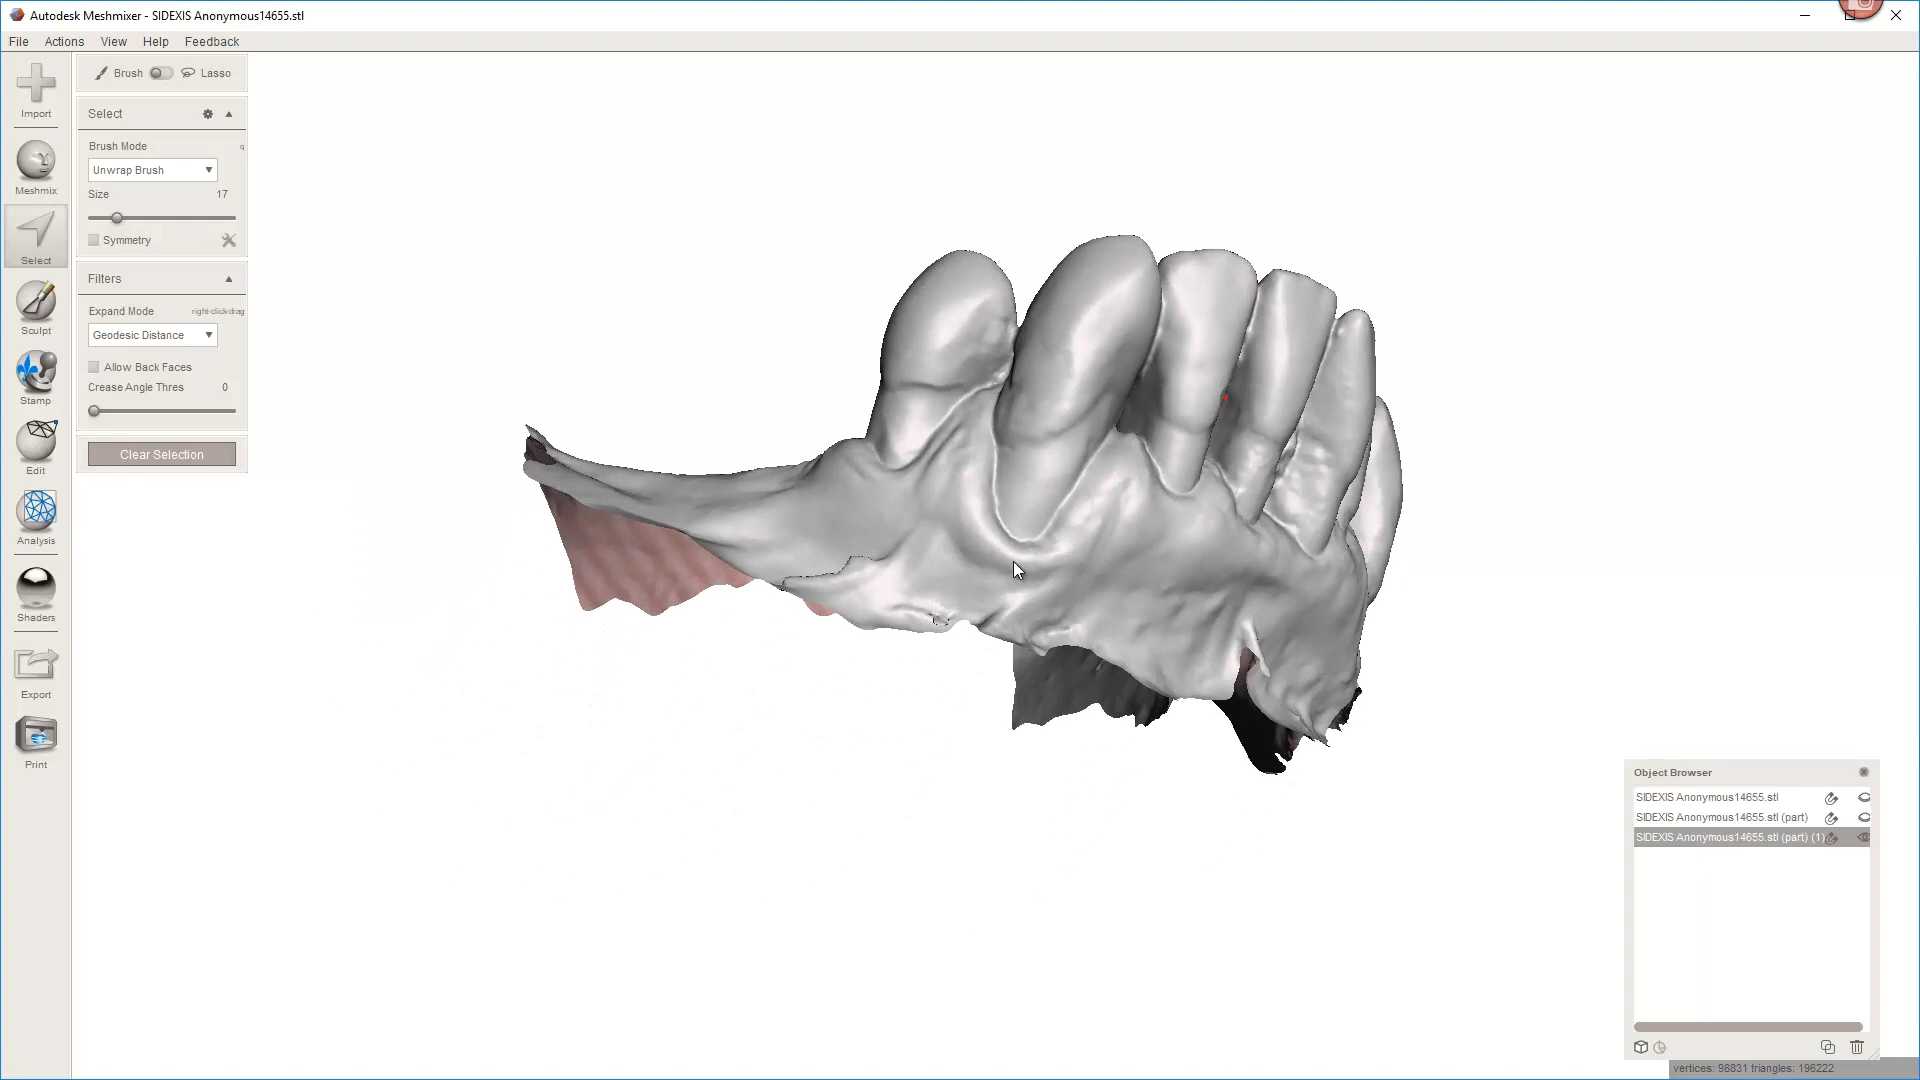 Autodesk Meshmixer - SIDEXIS Anonymous14655.stl
File Actions View Help Feedback
Import
Meshmix
Select
Sculpt
Stamp
Edit
Analysis
Shaders
Export
Print
Brush Lasso
Select
Brush Mode q
Unwrap Brush
Size 17
Symmetry
Filters
Expand Mode right-click-drag
Geodesic Distance
Allow Back Faces
Crease Angle Thres 0
Clear Selection
Object Browser
SIDEXIS Anonymous14655.stl
SIDEXIS Anonymous14655.stl (part)
SIDEXIS Anonymous14655.stl (part) (1)
vertices: 98831 triangles: 196222